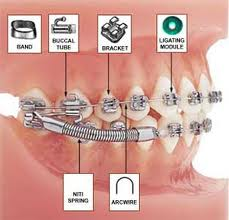 BAND
BUCCAL
TUBE
BRACKET
LIGATING
MODULE
NITI
SPRING
ARCWIRE